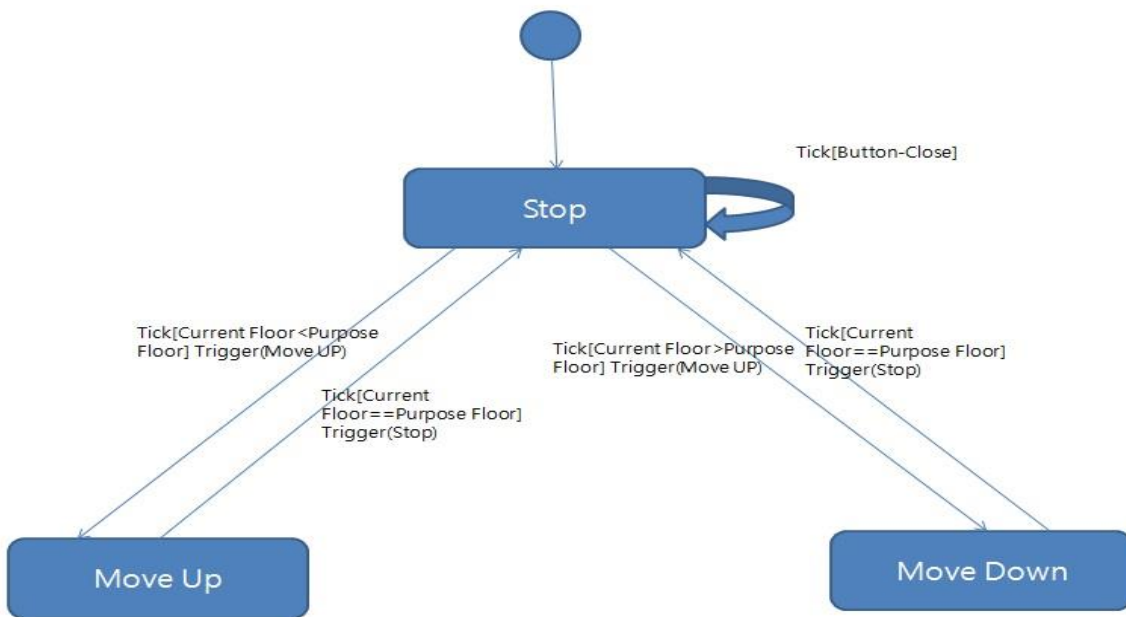 Tick[Button-Close]
Stop
Tick[Current Floor<Purpose
Floor] Trigger(Move UP)
Tick[Current
Floor==Purpose Floor]
Trigger(Stop)
Tick[Current Floor>Purpose
Floor] Trigger(Move UP)
Tick[Current
Floor==Purpose Floor]
Trigger(Stop)
Move Up
Move Down